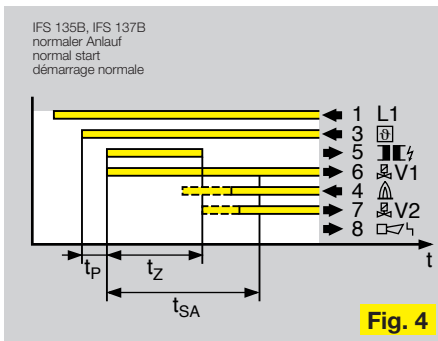 IFS 135B, IFS 137B
normaler Anlauf
normal start
démarrage normale
1 L1
3 ϑ
5
6 V1
4
7 V2
8
t
tP
tZ
tSA
Fig. 4